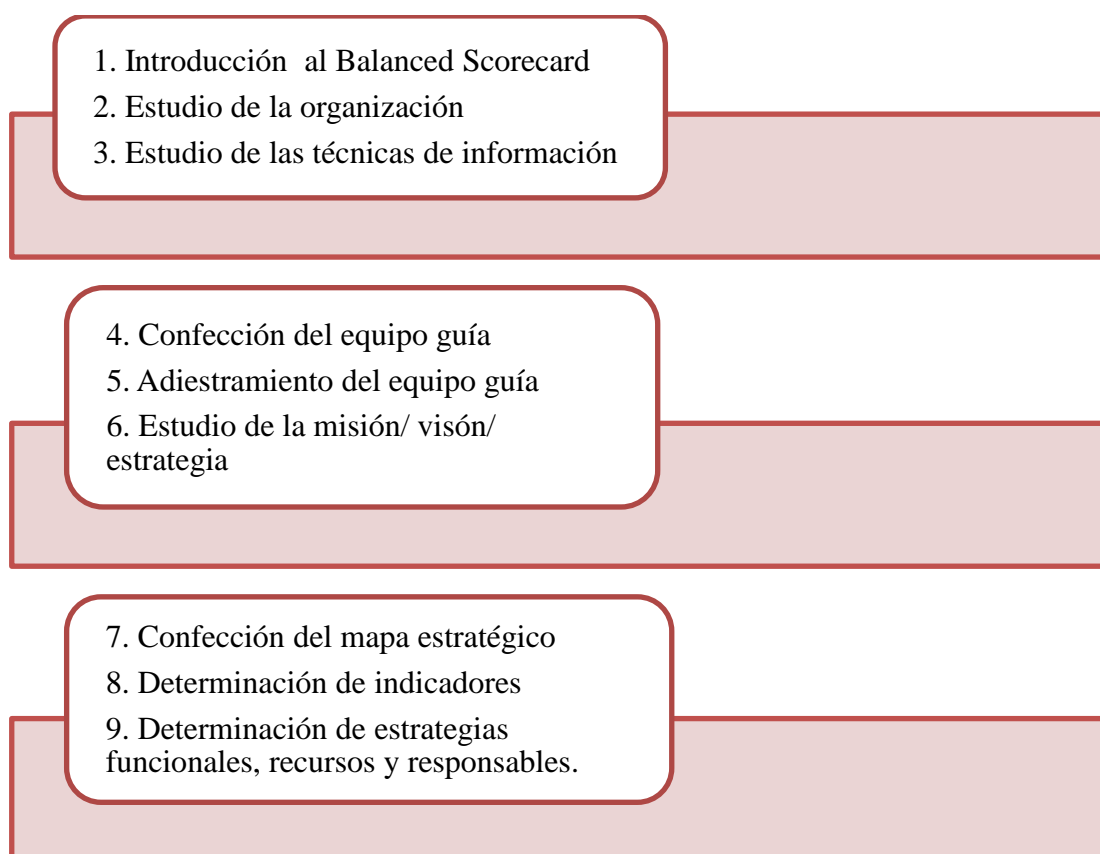 1. Introducción  al Balanced Scorecard
2. Estudio de la organización
3. Estudio de las técnicas de información
4. Confección del equipo guía
5. Adiestramiento del equipo guía
6. Estudio de la misión/ visón/
estrategia
7. Confección del mapa estratégico
8. Determinación de indicadores
9. Determinación de estrategias
funcionales, recursos y responsables.